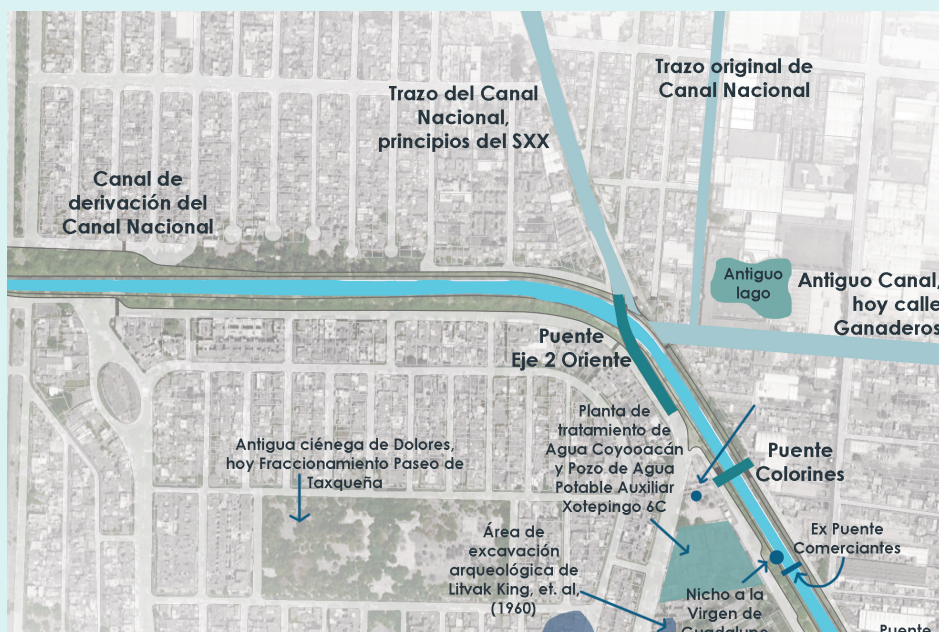 Trazo original de
Canal Nacional
Trazo del Canal
Nacional,
principios del SXX
Canal de
derivación del
Canal Nacional
Antiguo
lago
Antiguo Canal,
hoy calle
Ganaderos
Puente
Eje 2 Oriente
Planta de
tratamiento de
Agua Coyooacán
y Pozo de Agua
Potable Auxiliar
Xotepingo 6C
Puente
Colorines
Antigua ciénega de Dolores,
hoy Fraccionamiento Paseo de
Taxqueña
Área de
excavación
arqueológica de
Litvak King, et. al,
(1960)
Ex Puente
Comerciantes
Nicho a la
Virgen de
Guadalupe
Puente